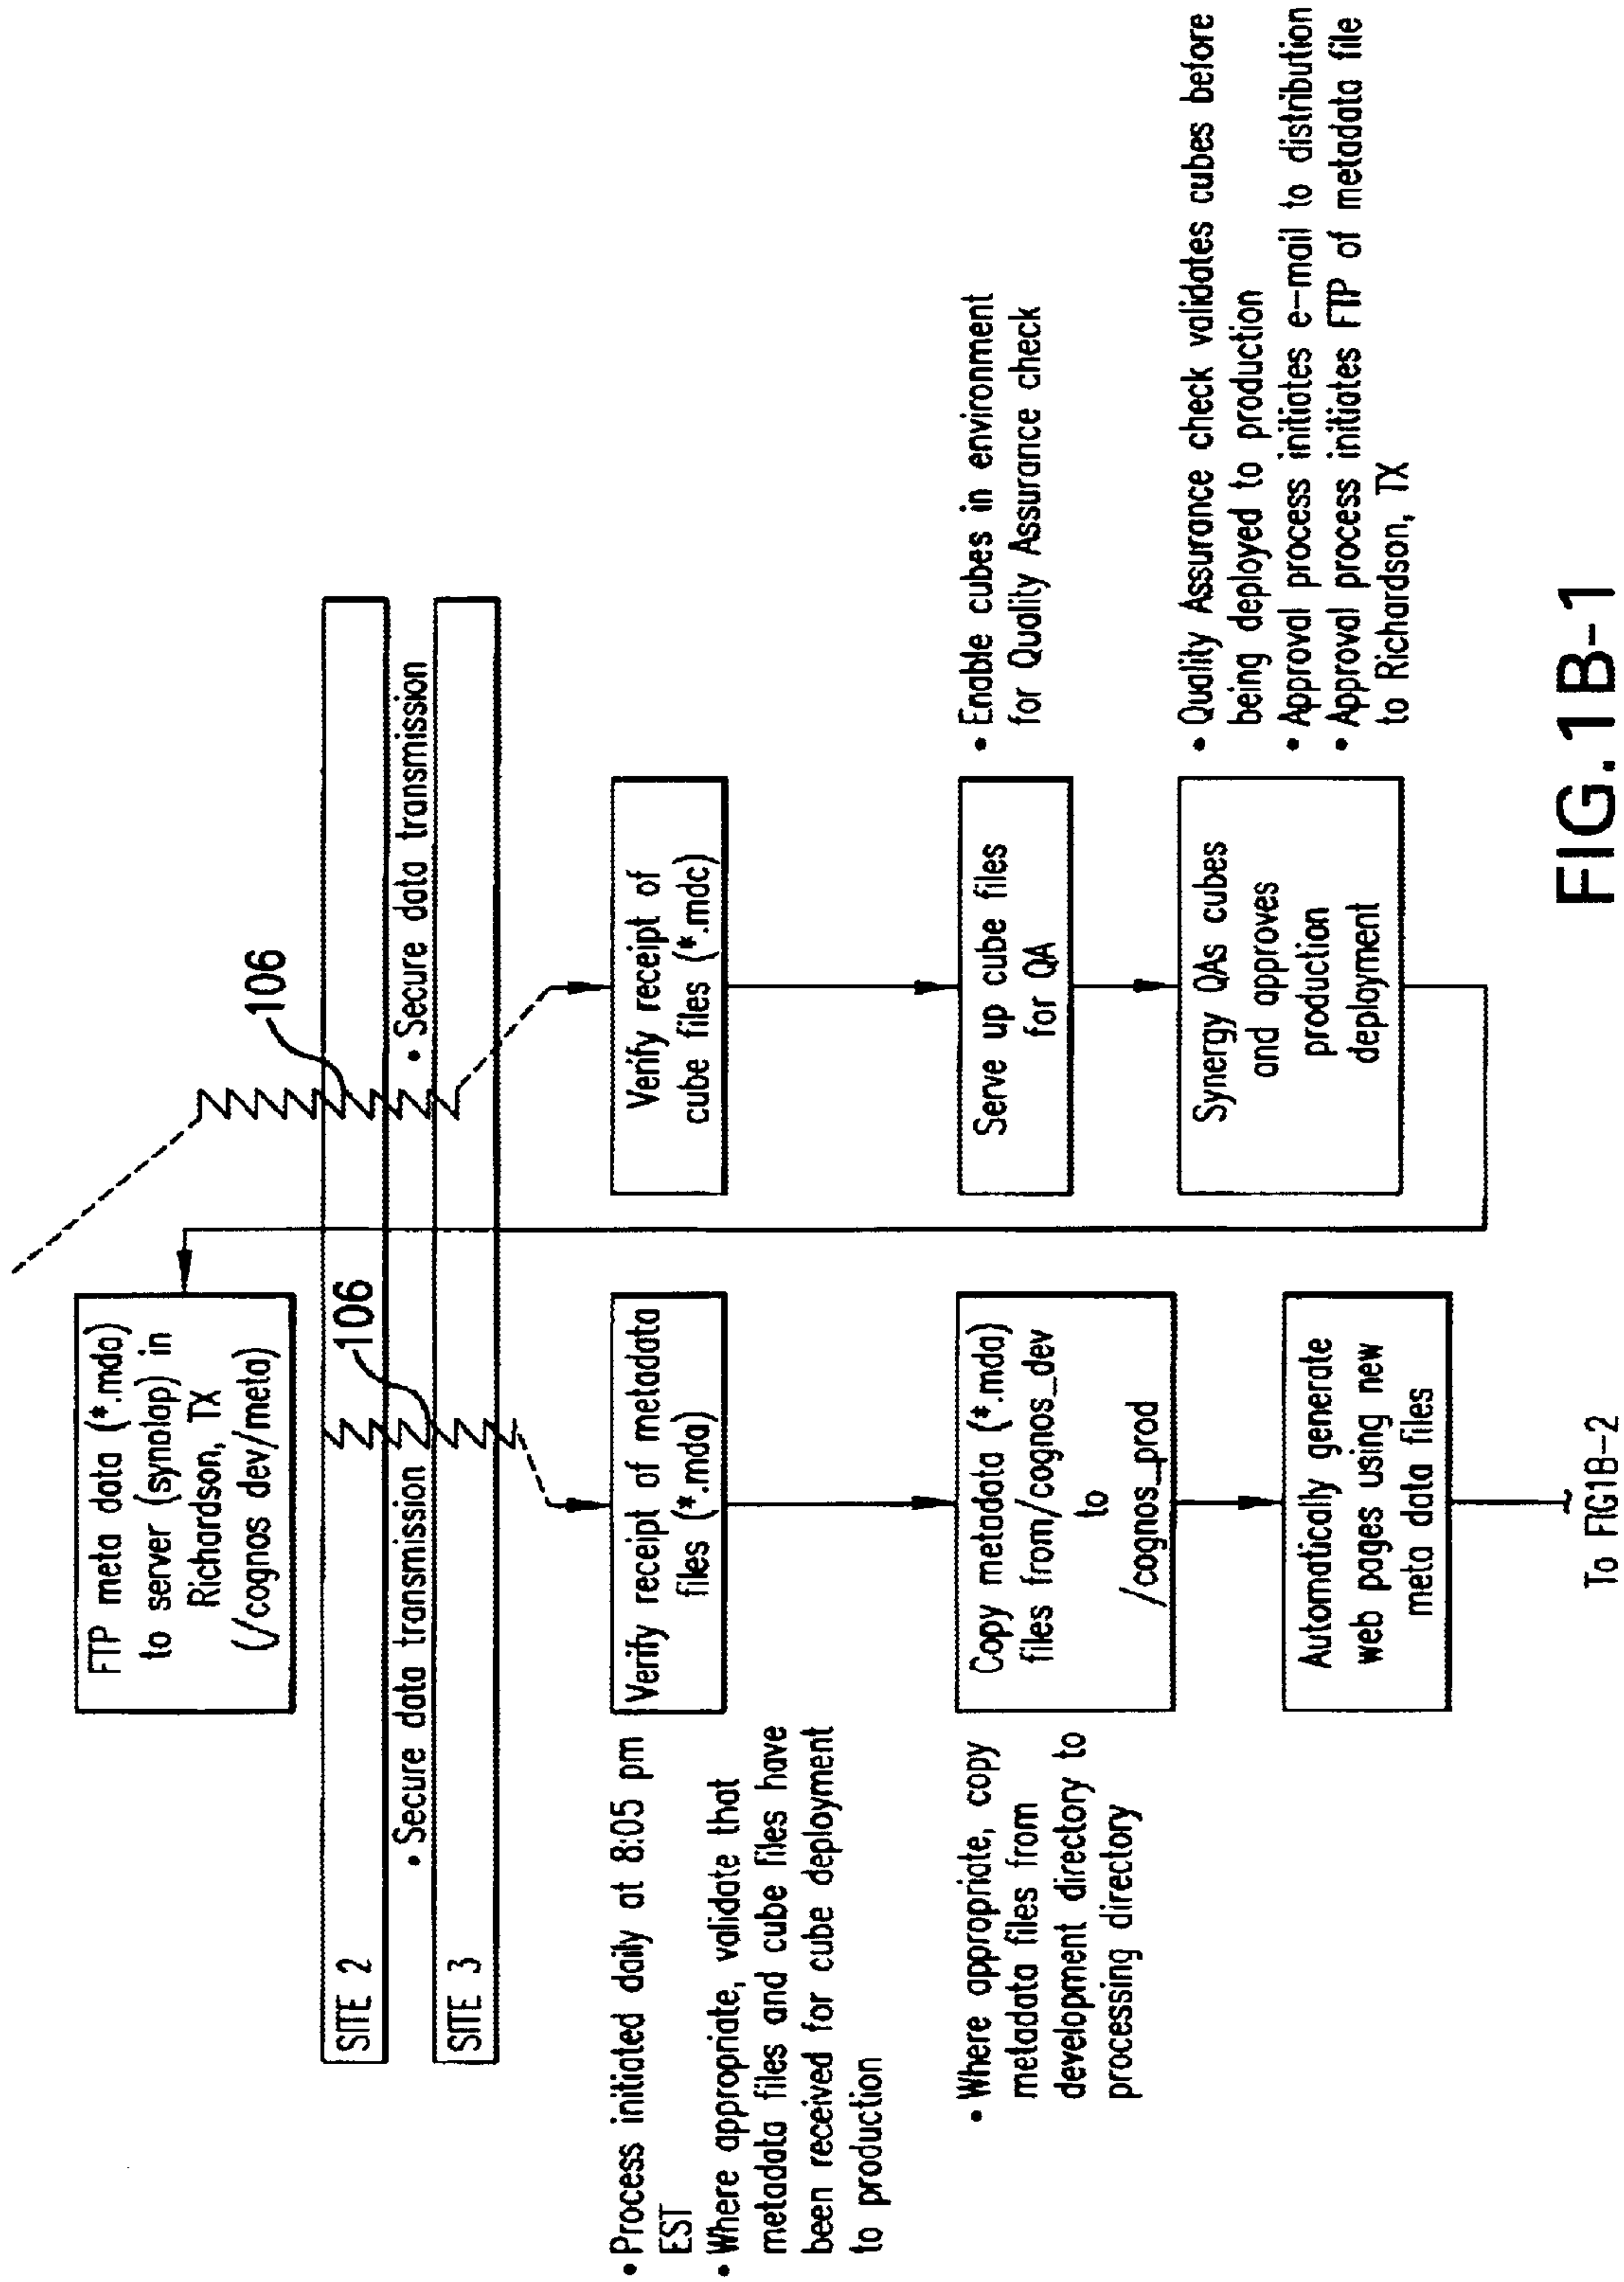 FTP meta data (*.mda)
to server (synolap) in
Richardson, TX
(/cognos dev/meta)
SITE 2
106
• Secure data transmission
• Secure data transmission
SITE 3
106
• Process initiated daily at 8:05 pm
EST
• Where appropriate, validate that
metadata files and cube files have
been received for cube deployment
to production
Verify receipt of metadata
files (*.mda)
Verify receipt of
cube files (*.mdc)
• Where appropriate, copy
metadata files from
development directory to
processing directory
Copy metadata (*.mda)
files from/cognos_dev
to
/cognos_prod
Serve up cube files
for QA
• Enable cubes in environment
for Quality Assurance check
Automatically generate
web pages using new
meta data files
Synergy QAs cubes
and approves
production
deployment
• Quality Assurance check validates cubes before
being deployed to production
• Approval process initiates e-mail to distribution
• Approval process initiates FTP of metadata file
to Richardson, TX
To FIG1B-2
FIG.1B-1